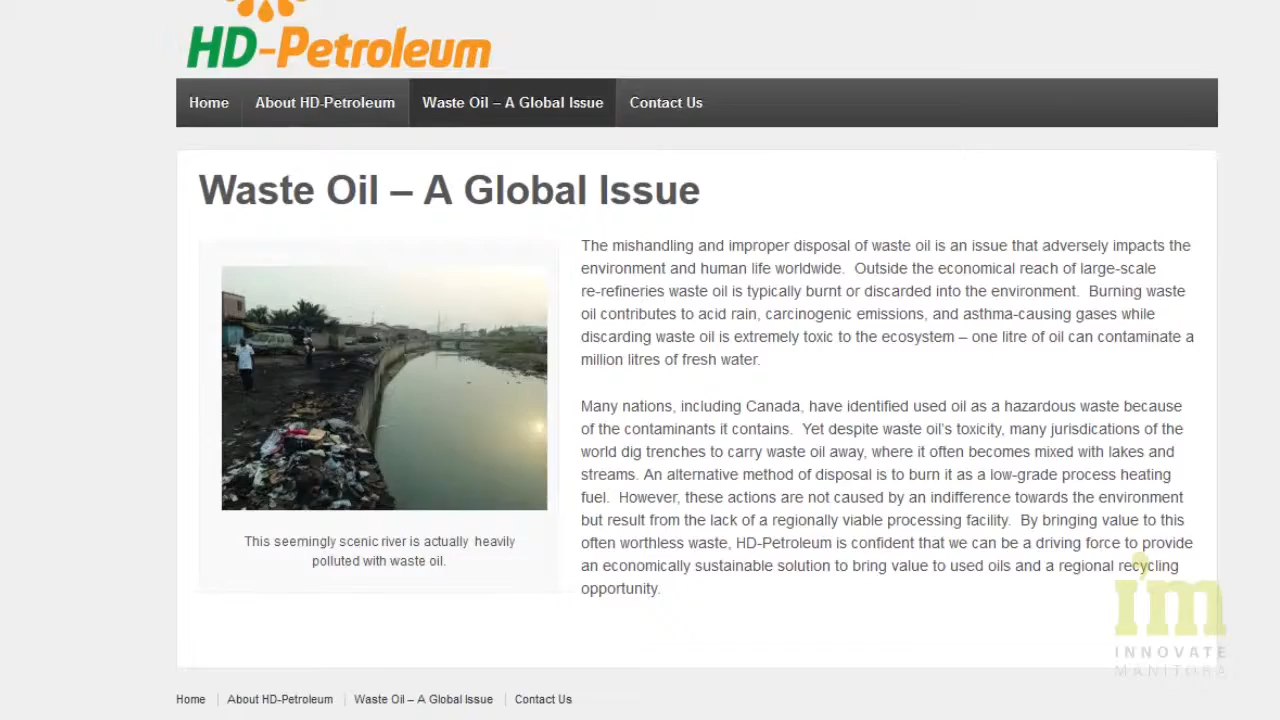 HD-Petroleum
Home
About HD-Petroleum
Waste Oil – A Global Issue
Contact Us
Waste Oil – A Global Issue
This seemingly scenic river is actually heavily
polluted with waste oil.
The mishandling and improper disposal of waste oil is an issue that adversely impacts the
environment and human life worldwide. Outside the economical reach of large-scale
re-refineries waste oil is typically burnt or discarded into the environment. Burning waste
oil contributes to acid rain, carcinogenic emissions, and asthma-causing gases while
discarding waste oil is extremely toxic to the ecosystem – one litre of oil can contaminate a
million litres of fresh water.
Many nations, including Canada, have identified used oil as a hazardous waste because
of the contaminants it contains. Yet despite waste oil's toxicity, many jurisdications of the
world dig trenches to carry waste oil away, where it often becomes mixed with lakes and
streams. An alternative method of disposal is to burn it as a low-grade process heating
fuel. However, these actions are not caused by an indifference towards the environment
but result from the lack of a regionally viable processing facility. By bringing value to this
often worthless waste, HD-Petroleum is confident that we can be a driving force to provide
an economically sustainable solution to bring value to used oils and a regional recycling
opportunity.
im
INNOVATE
MANITOBA
Home
About HD-Petroleum
Waste Oil – A Global Issue
Contact Us